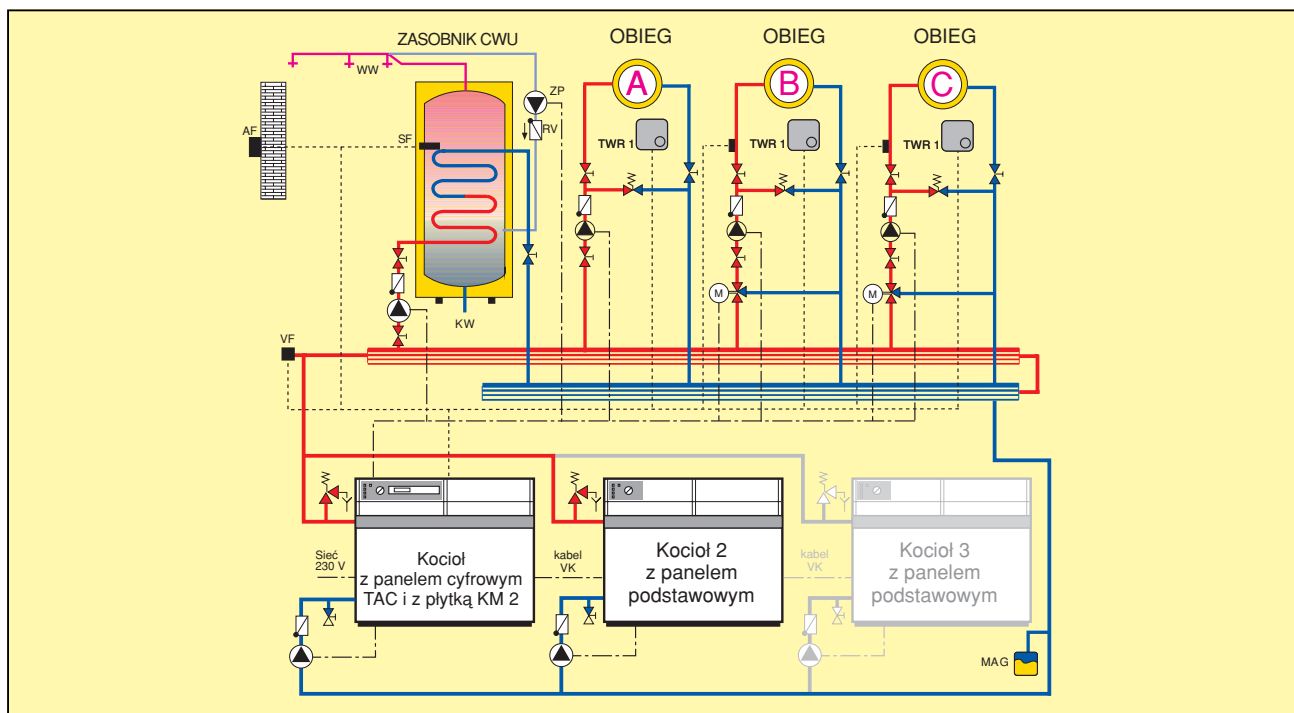 ZASOBNIK CWU
OBIEG
OBIEG
OBIEG
WW
A
B
C
ZP
AF
SF
RV
TWR 1
TWR 1
TWR 1
M
M
KW
VF
Sieć
230 V
Kocioł
z panelem cyfrowym
TAC i z płytką KM 2
kabel
VK
Kocioł 2
z panelem
podstawowym
kabel
VK
Kocioł 3
z panelem
podstawowym
MAG